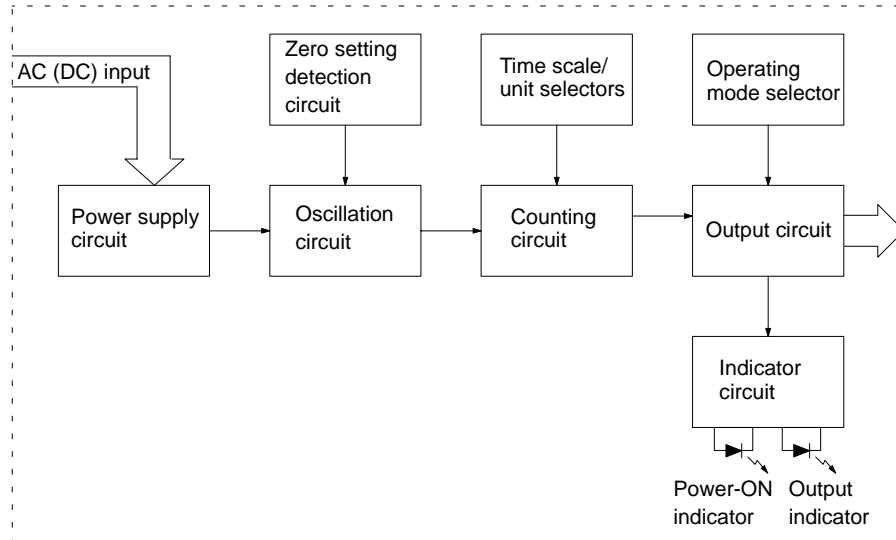 AC (DC) input
Zero setting
detection
circuit
Time scale/
unit selectors
Operating
mode selector
Power supply
circuit
Oscillation
circuit
Counting
circuit
Output circuit
Indicator
circuit
Power-ON
indicator
Output
indicator